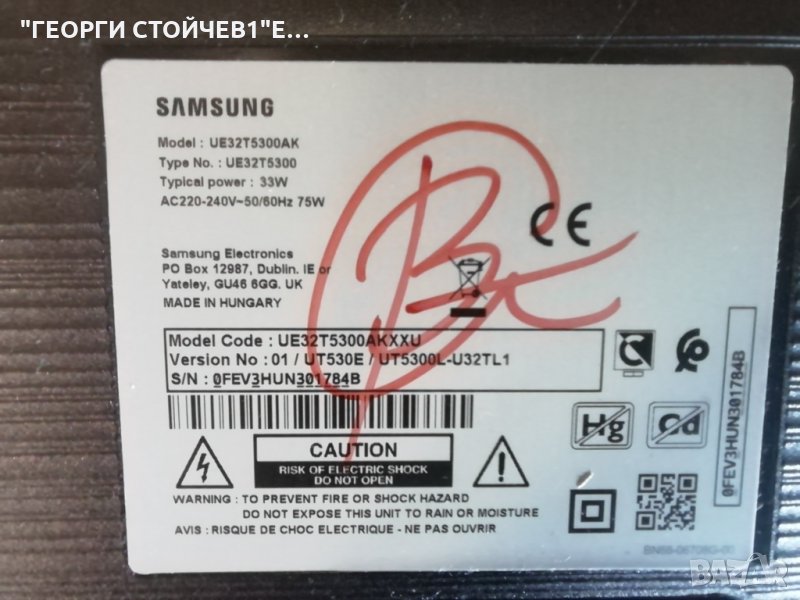 "ГЕОРГИ СТОЙЧЕВ1"Е...
SAMSUNG
Model : UE32T5300AK
Type No. : UE32T5300
Typical power : 33W
AC220-240V~50/60Hz 75W
CE
Samsung Electronics
PO Box 12987, Dublin. IE or
Yateley, GU46 6GG. UK
MADE IN HUNGARY
Model Code : UE32T5300AKXXU
Version No : 01 / UT530E / UT5300L-U32TL1
S/N : 0FEV3HUN301784B
Hg
Cd
0FEV3HUN301784B
CAUTION
RISK OF ELECTRIC SHOCK
DO NOT OPEN
WARNING : TO PREVENT FIRE OR SHOCK HAZARD
DO NOT EXPOSE THIS UNIT TO RAIN OR MOISTURE
AVIS : RISQUE DE CHOC ELECTRIQUE - NE PAS OUVRIR
BAZAR